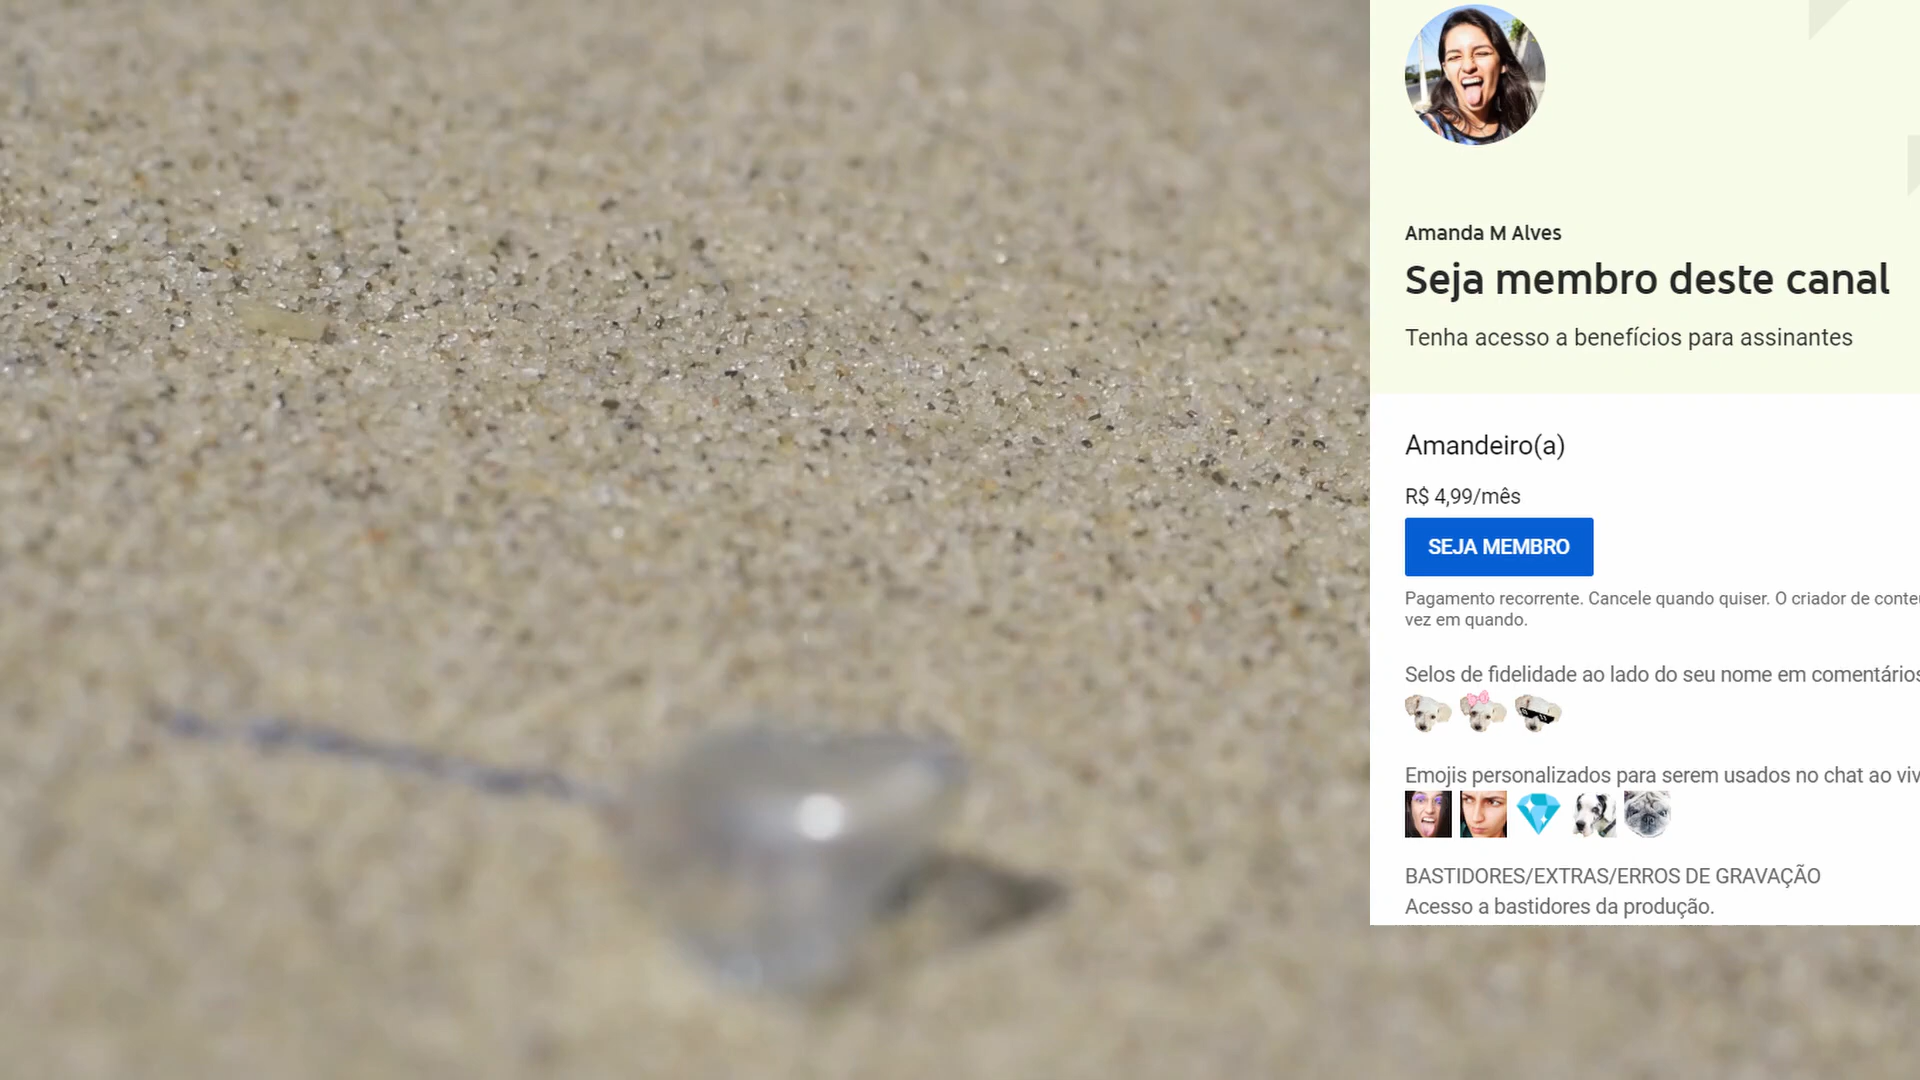 Amanda M Alves
Seja membro deste canal
Tenha acesso a benefícios para assinantes
Amandeiro(a)
R$ 4,99/mês
SEJA MEMBRO
Pagamento recorrente. Cancele quando quiser. O criador de
vez em quando.
Selos de fidelidade ao lado do seu nome em comentários
Emojis personalizados para serem usados no chat ao
BASTIDORES/EXTRAS/ERROS DE GRAVAÇÃO
Acesso a bastidores da produção.